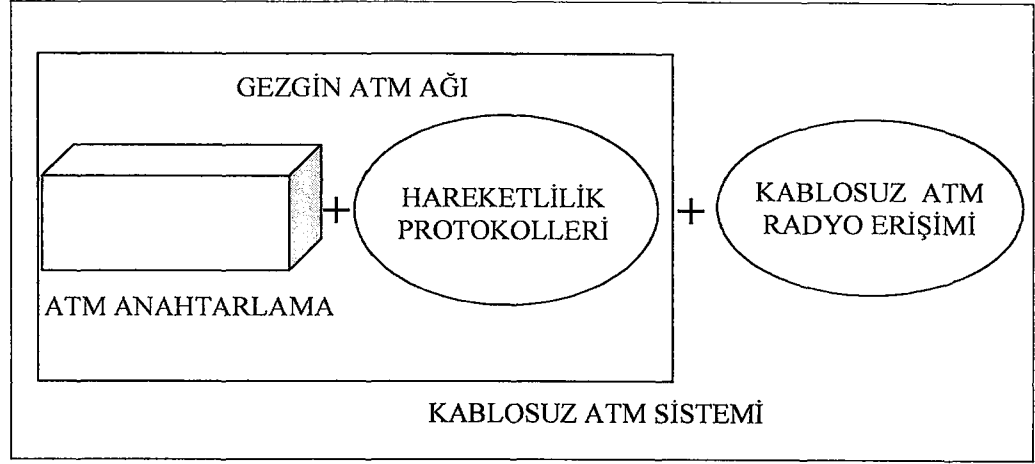 GEZGİN ATM AĞI
+
HAREKETLİLİK
PROTOKOLLERİ
+
KABLOSUZ ATM
RADYO ERİŞİMİ
ATM ANAHTARLAMA
KABLOSUZ ATM SİSTEMİ